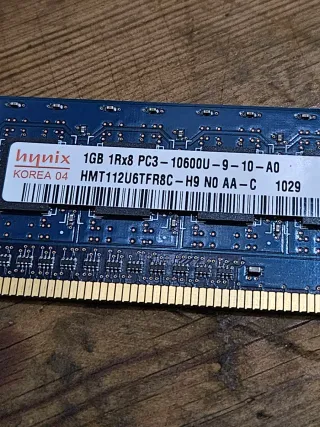 hynix
KOREA 04
1GB 1Rx8 PC3-10600U-9-10-A0
HMT112U6TFR8C-H9 N0 AA-C 1029